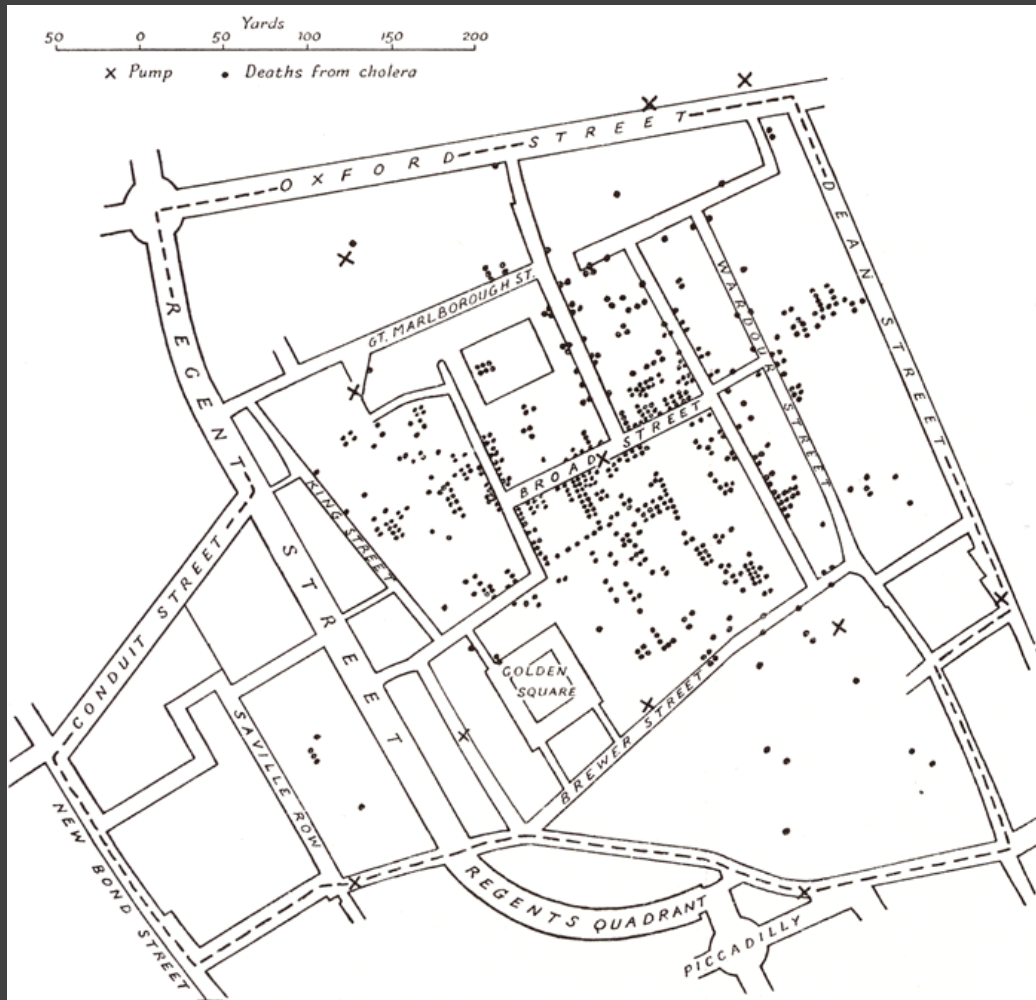 Yards
50 0 50 100 150 200
× Pump • Deaths from cholera
OXFORD STREET
DEAN STREET
WARDOUR STREET
GT. MARLBOROUGH ST.
REGENT STREET
BROAD STREET
KING STREET
CONDUIT STREET
GOLDEN
SQUARE
SAVILLE ROW
BREWER STREET
NEW BOND STREET
REGENTS QUADRANT
PICCADILLY